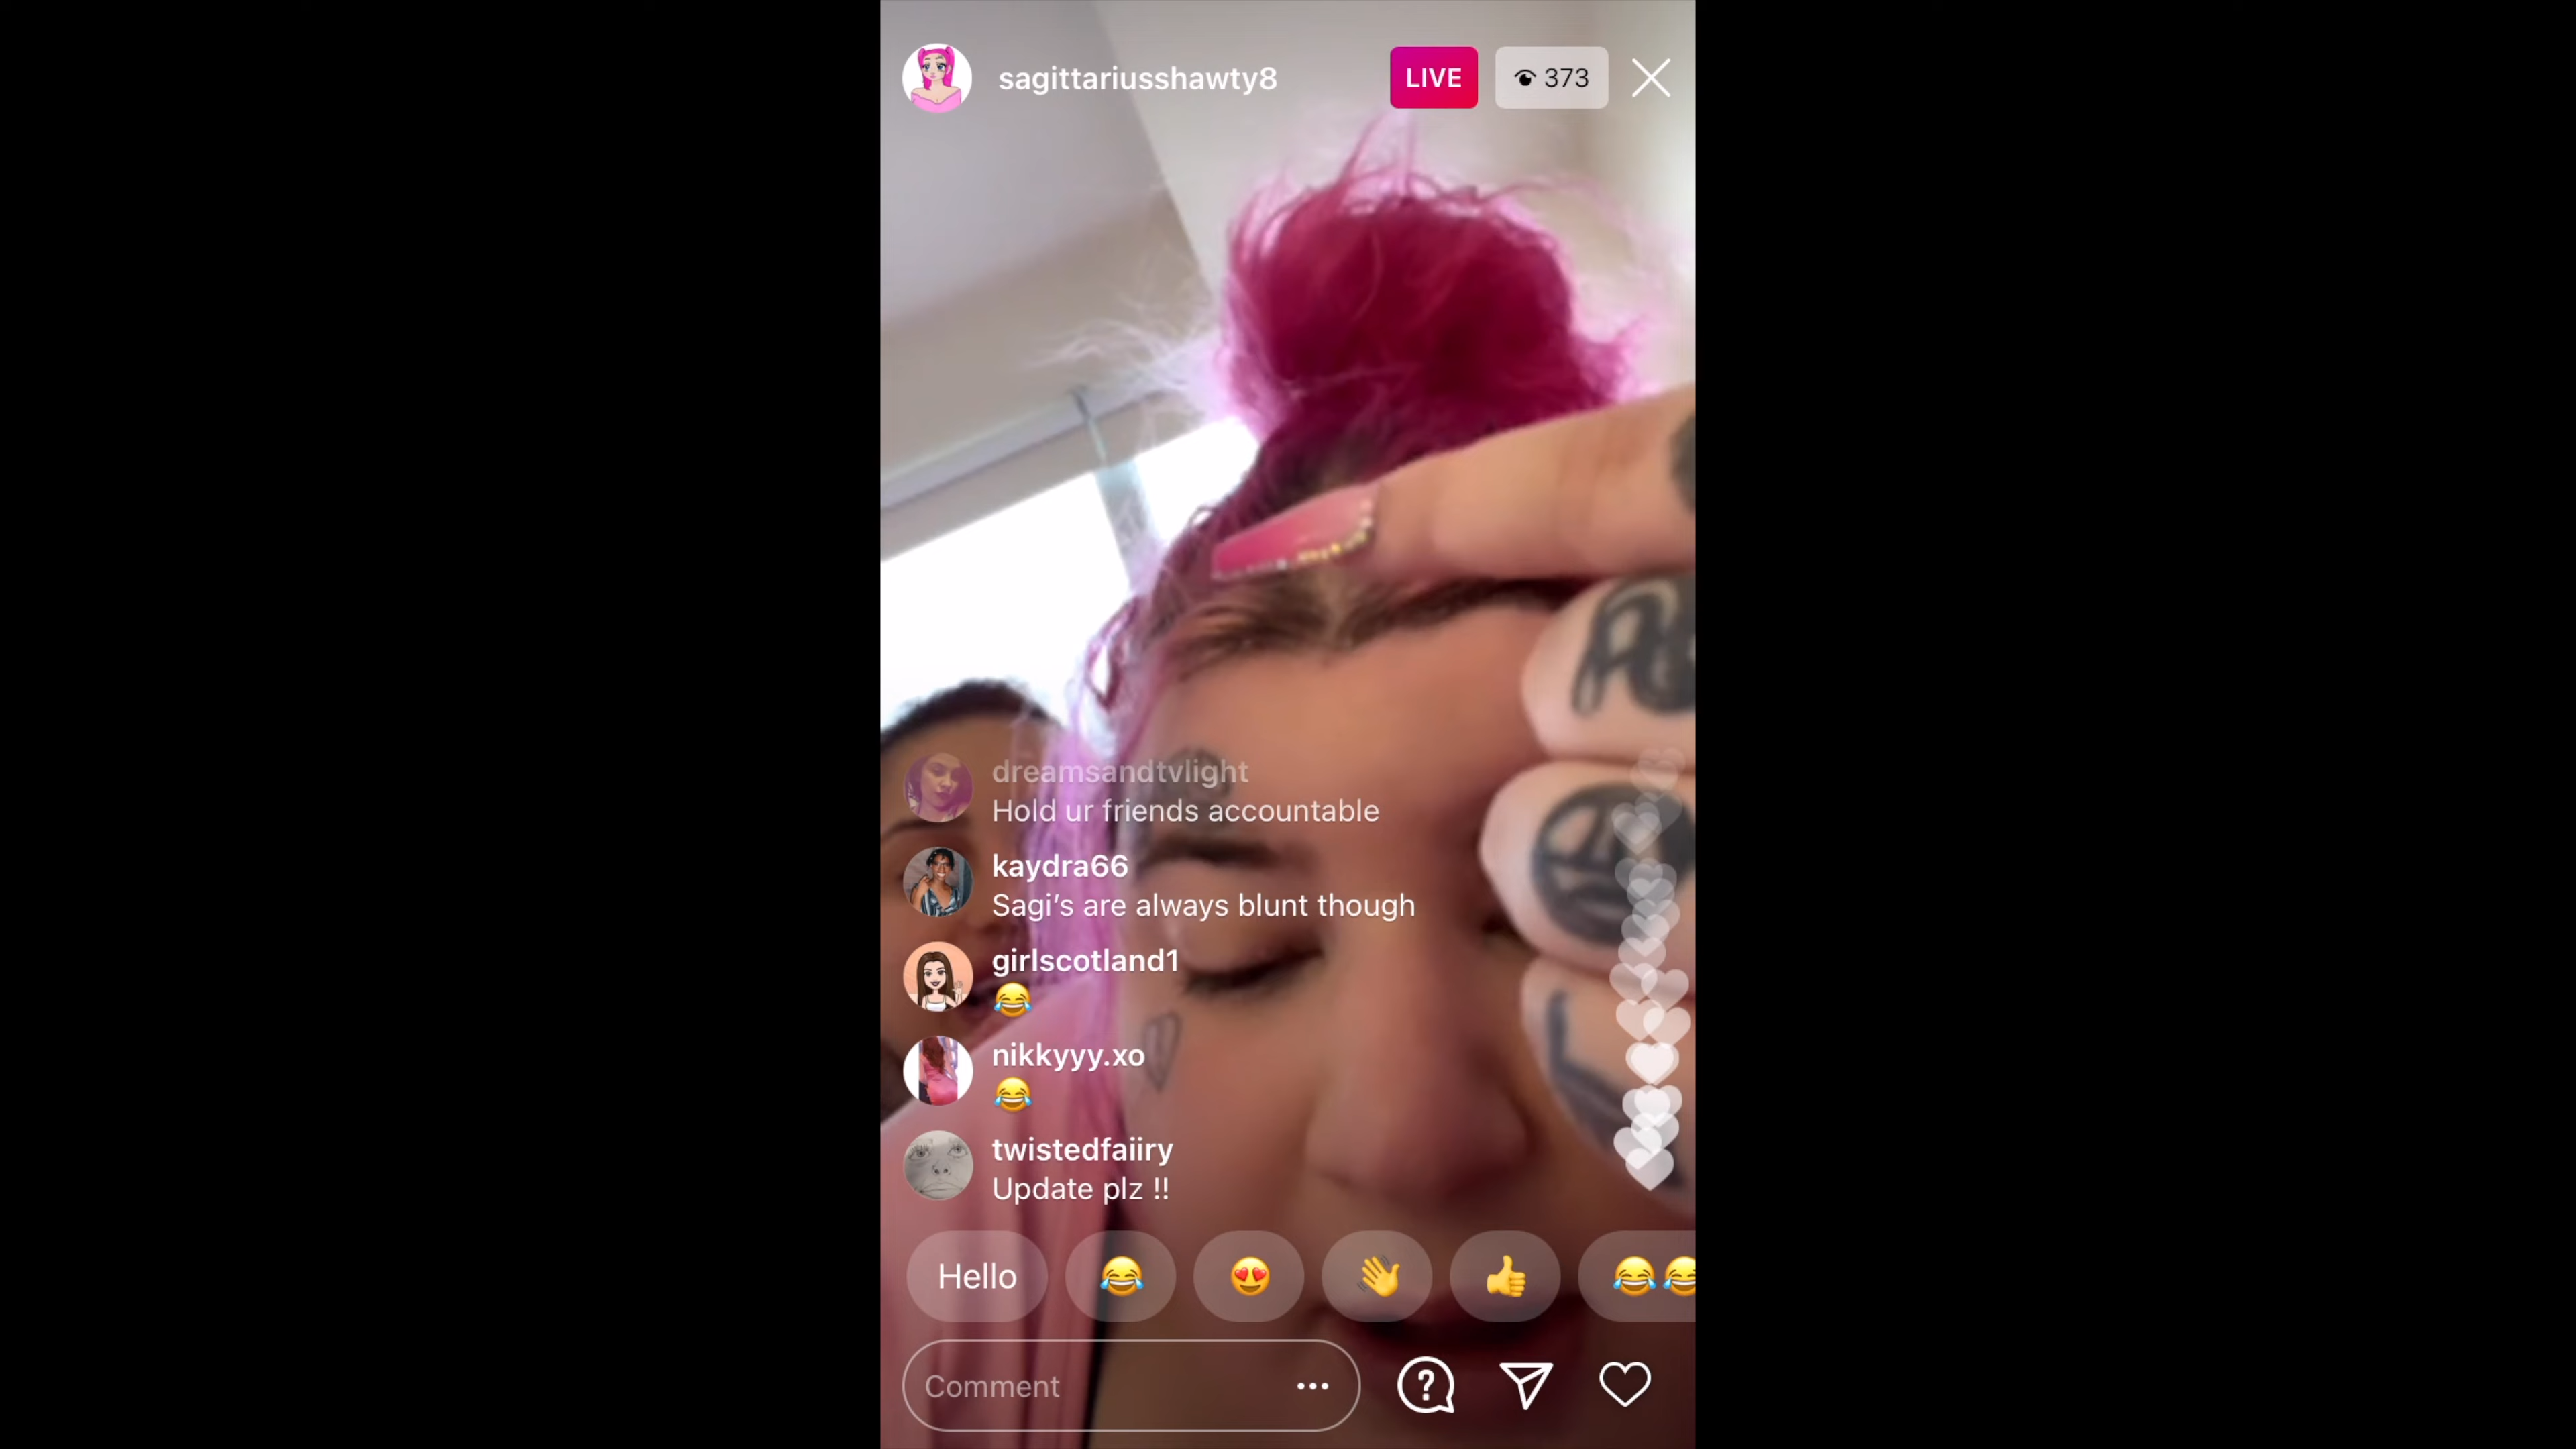 sagittariusshawty8
LIVE
373
dreamsandtvlight
Hold ur friends accountable
kaydra66
Sagi’s are always blunt though
girlscotland1
😂
nikkyyy.xo
😂
twistedfaiiry
Update plz !!
Hello 😂 😍 👋 👍 😂😂
Comment